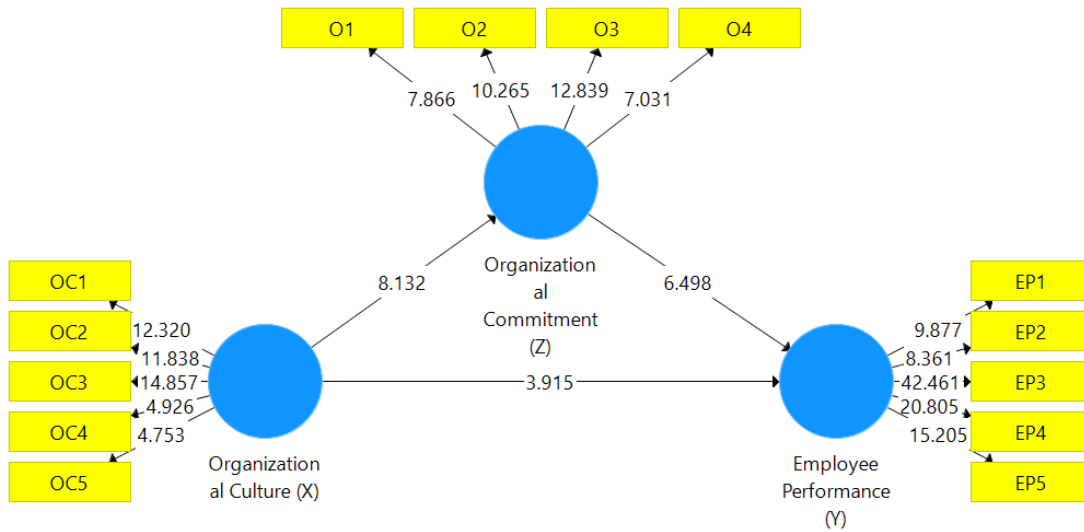 O1 O2 O3 O4
7.866 10.265 12.839 7.031
Organization
al
Commitment
(Z)
8.132 6.498
OC1
OC2
OC3
OC4
OC5
12.320
11.838
14.857
4.926
4.753
Organization
al Culture (X)
3.915
9.877
8.361
42.461
20.805
15.205
EP1
EP2
EP3
EP4
EP5
Employee
Performance
(Y)